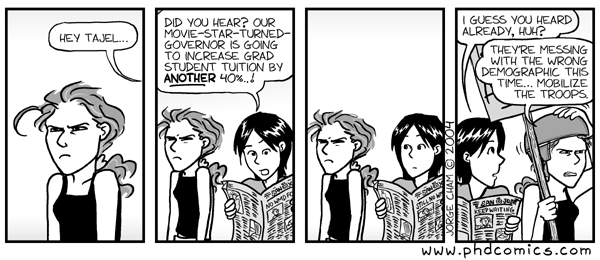 HEY TAJEL...
DID YOU HEAR? OUR
MOVIE-STAR-TURNED-
GOVERNOR IS GOING
TO INCREASE GRAD
STUDENT TUITION BY
ANOTHER 40%..!
I GUESS YOU HEARD
ALREADY, HUH?
THEY'RE MESSING
WITH THE WRONG
DEMOGRAPHIC THIS
TIME... MOBILIZE
THE TROOPS.
KEEP WAITING
JORGE CHAM © 2004
www.phdcomics.com